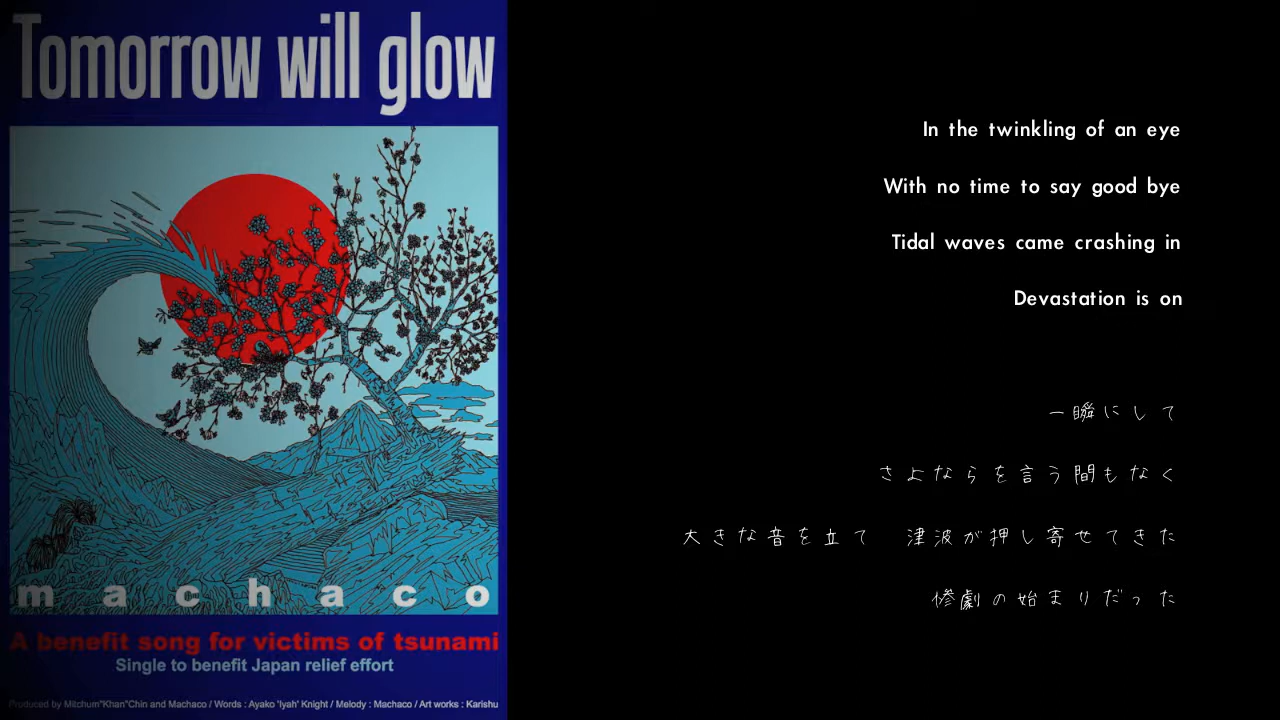 Tomorrow will glow
machaco
A benefit song for victims of tsunami
Single to benefit Japan relief effort
Produced by Mitchum"Khan"Chin and Machaco / Words : Ayako 'Iyah' Knight / Melody : Machaco / Art works : Karishu
In the twinkling of an eye
With no time to say good bye
Tidal waves came crashing in
Devastation is on
一瞬にして
さよならを言う間もなく
大きな音を立て　津波が押し寄せてきた
惨劇の始まりだった